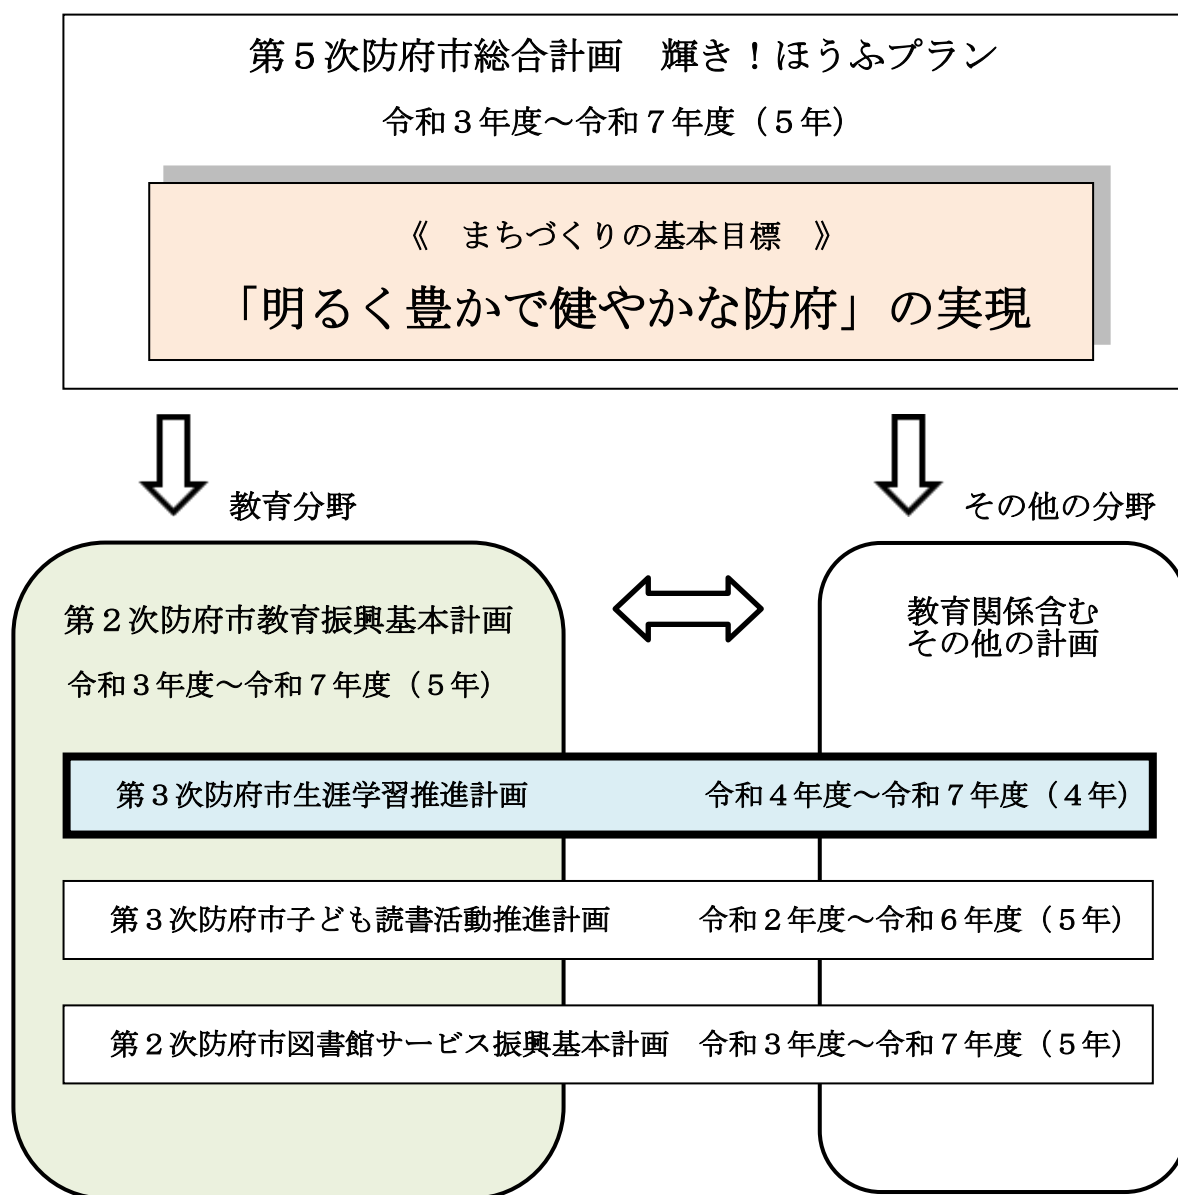 第５次防府市総合計画　輝き！ほうふプラン
令和３年度～令和７年度（５年）
《　まちづくりの基本目標　》
「明るく豊かで健やかな防府」の実現
教育分野
その他の分野
第２次防府市教育振興基本計画
令和３年度～令和７年度（５年）
教育関係含む
その他の計画
第３次防府市生涯学習推進計画　令和４年度～令和７年度（４年）
第３次防府市子ども読書活動推進計画　令和２年度～令和６年度（５年）
第２次防府市図書館サービス振興基本計画　令和３年度～令和７年度（５年）